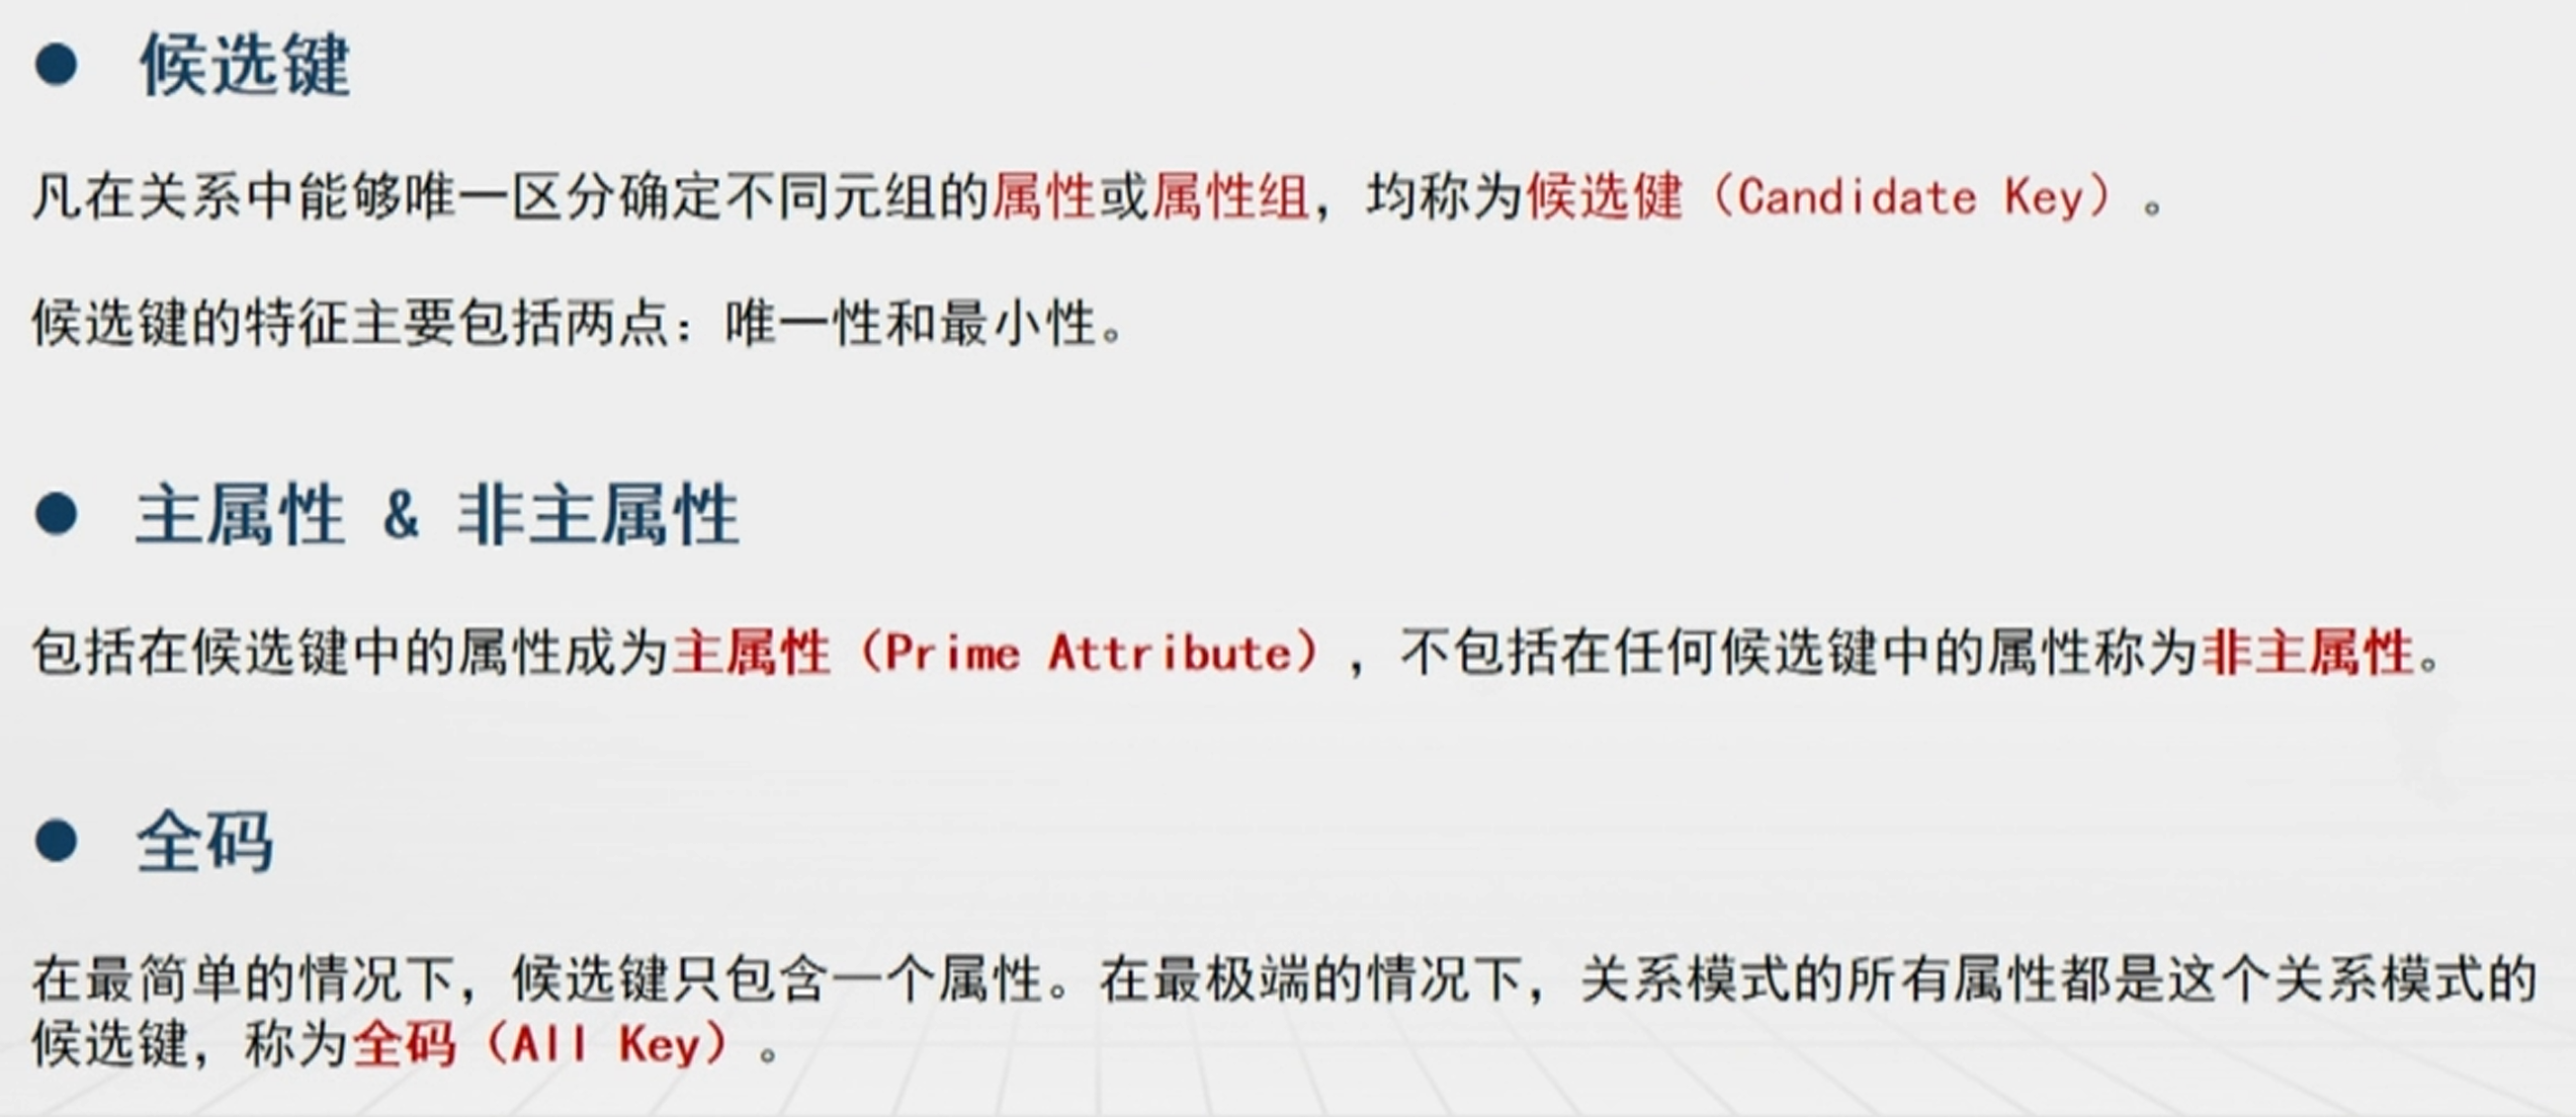 ● 候选键
凡在关系中能够唯一区分确定不同元组的属性或属性组，均称为候选健（Candidate Key）。
候选键的特征主要包括两点：唯一性和最小性。
● 主属性 & 非主属性
包括在候选键中的属性成为主属性（Prime Attribute），不包括在任何候选键中的属性称为非主属性。
● 全码
在最简单的情况下，候选键只包含一个属性。在最极端的情况下，关系模式的所有属性都是这个关系模式的
候选键，称为全码（All Key）。